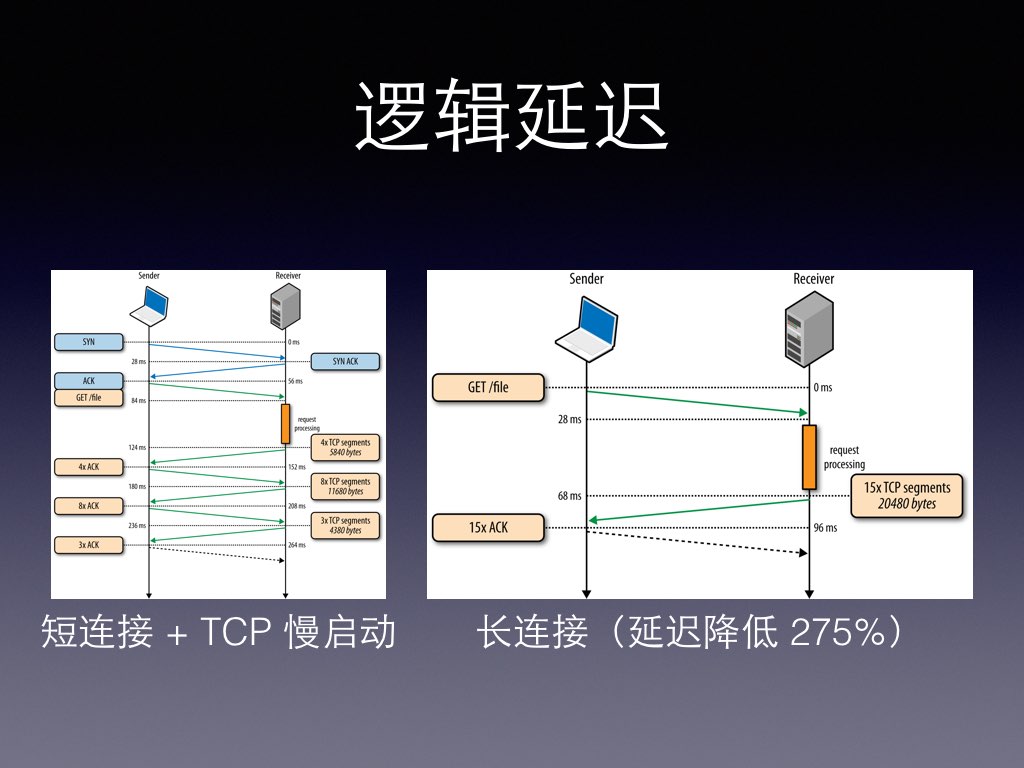 逻辑延迟
Sender
Receiver
SYN
0 ms
28 ms
SYN ACK
ACK
56 ms
GET /file
84 ms
request
processing
124 ms
4x TCP segments
5840 bytes
4x ACK
152 ms
180 ms
8x TCP segments
11680 bytes
8x ACK
208 ms
236 ms
3x TCP segments
4380 bytes
3x ACK
264 ms
Sender
Receiver
GET /file
0 ms
28 ms
request
processing
68 ms
15x TCP segments
20480 bytes
15x ACK
96 ms
短连接 + TCP 慢启动
长连接（延迟降低 275%）